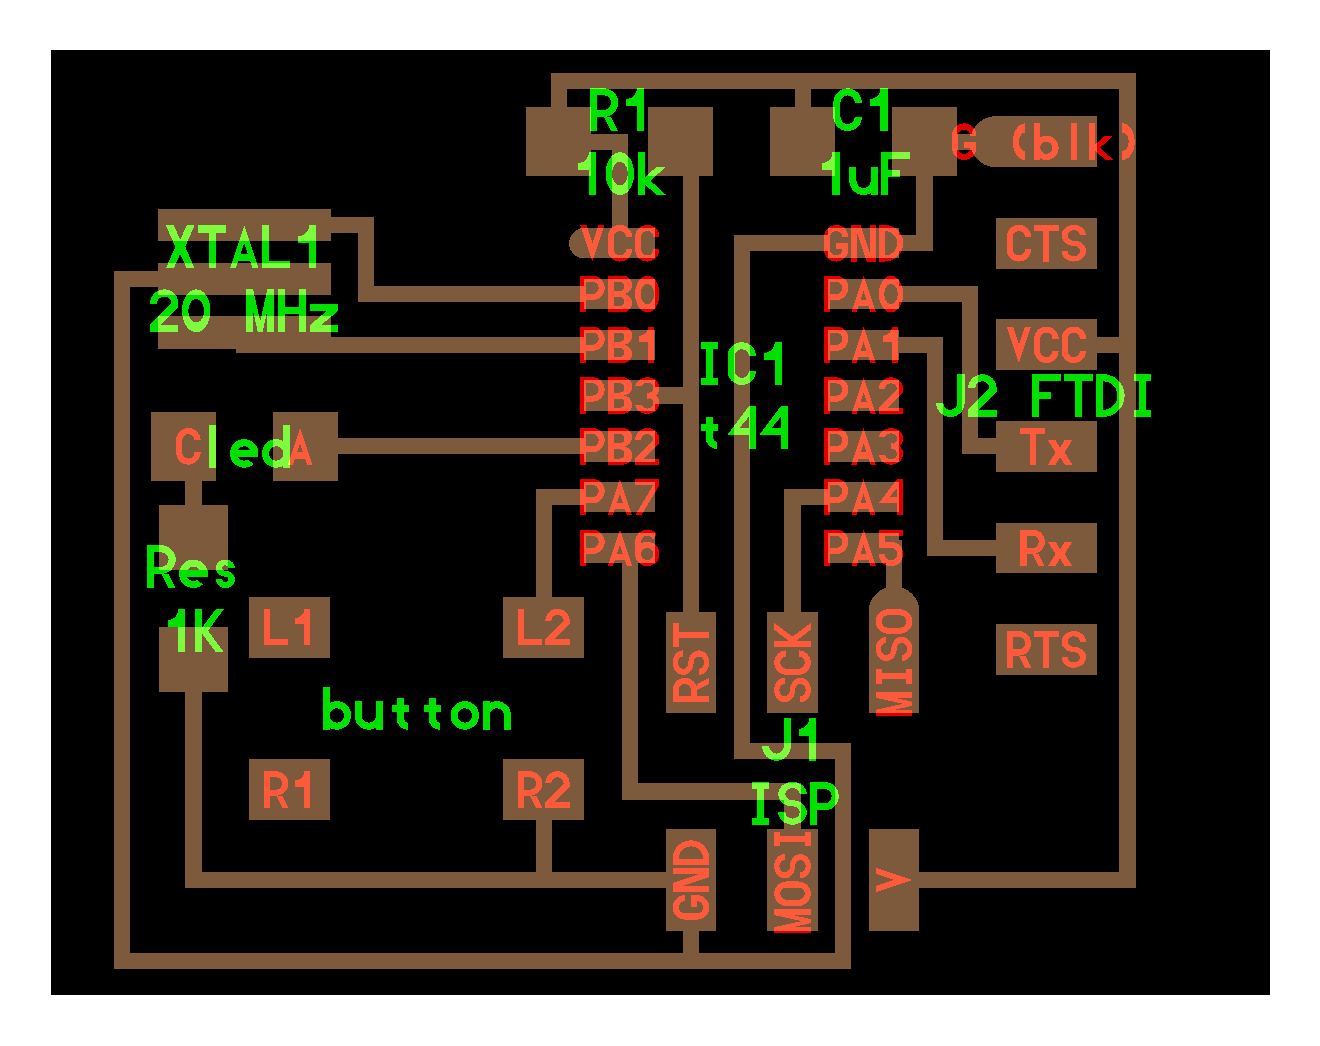 R1
10k
C1
1uF
G (blk)
XTAL1
20 MHz
VCC
PB0
PB1
PB3
PB2
PA7
PA6
IC1
t44
GND
PA0
PA1
PA2
PA3
PA4
PA5
CTS
VCC
J2 FTDI
Tx
Rx
RTS
C led A
Res
1K
L1
L2
button
R1
R2
RST
SCK
MISO
J1
ISP
GND
MOSI
V